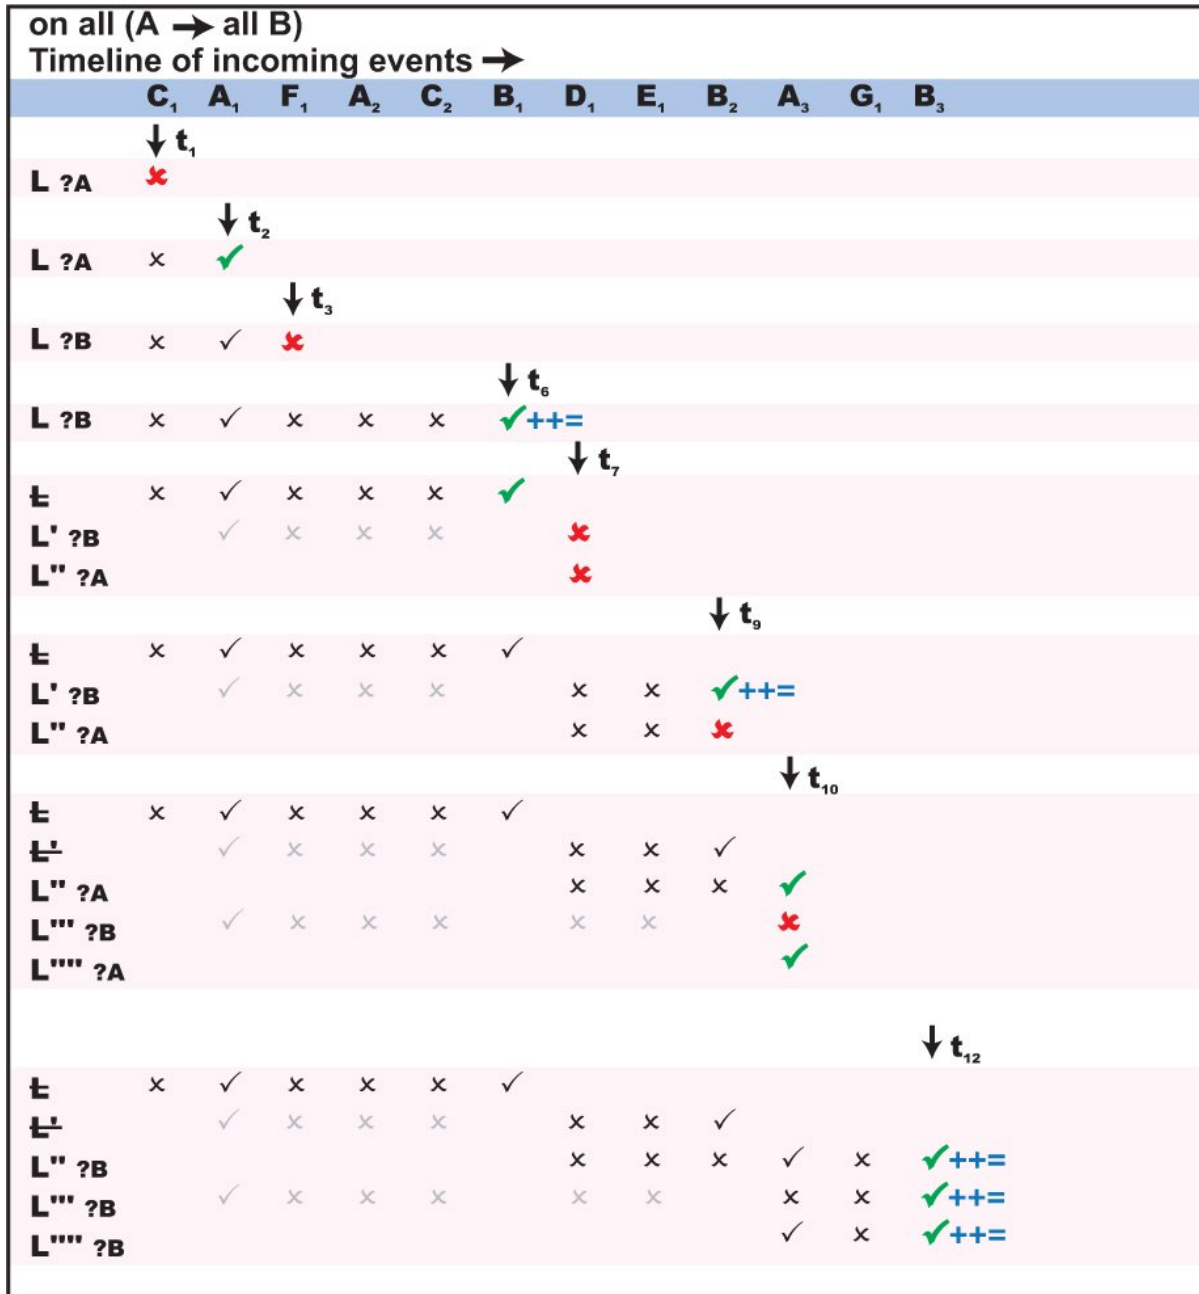 on all (A ➔ all B)
Timeline of incoming events ➔
C₁ A₁ F₁ A₂ C₂ B₁ D₁ E₁ B₂ A₃ G₁ B₃
t₁
L ?A
t₂
L ?A
t₃
L ?B
t₆
L ?B ++=
t₇
L
L' ?B
L" ?A
t₉
L
L' ?B ++=
L" ?A
t₁₀
L
L'
L" ?A
L"' ?B
L"" ?A
t₁₂
L
L'
L" ?B ++=
L"' ?B ++=
L"" ?B ++=